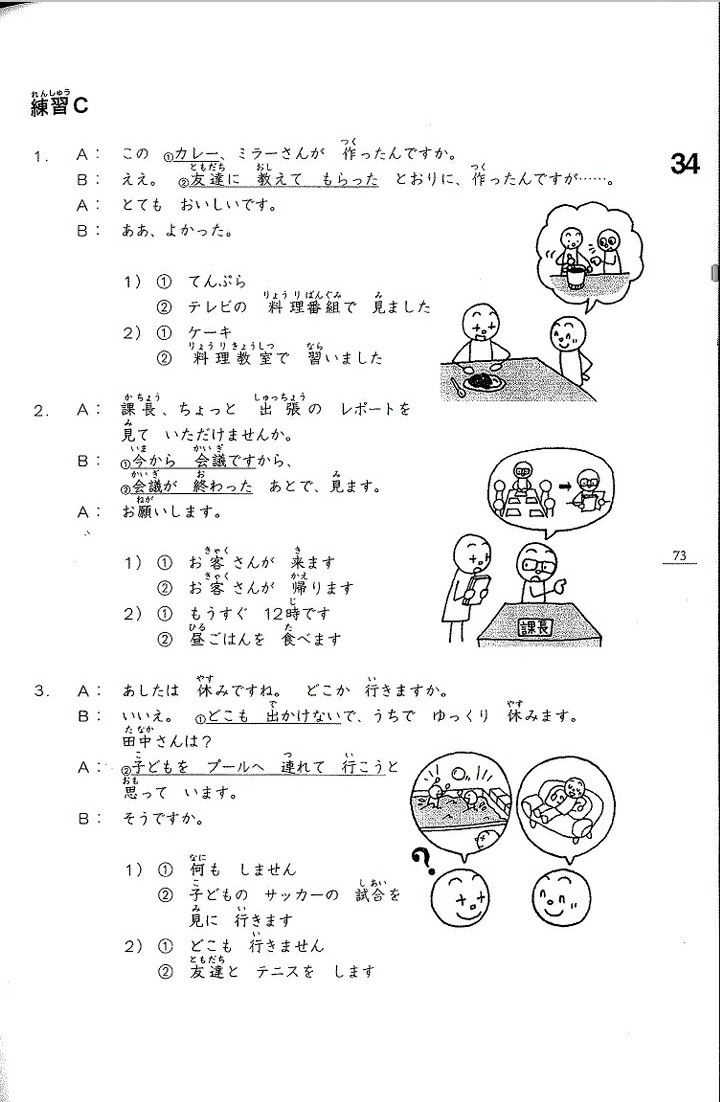 練習C
34
1. A： この ①カレー、ミラーさんが 作ったんですか。
B： ええ。 ②友達に 教えて もらった とおりに、作ったんですが……。
A： とても おいしいです。
B： ああ、よかった。
1) ① てんぷら
② テレビの 料理番組で 見ました
2) ① ケーキ
② 料理教室で 習いました
2. A： 課長、ちょっと 出張の レポートを
見て いただけませんか。
B： ①今から 会議ですから、
②会議が 終わった あとで、見ます。
A： お願いします。
1) ① お客さんが 来ます
② お客さんが 帰ります
2) ① もうすぐ 12時です
② 昼ごはんを 食べます
課長
73
3. A： あしたは 休みですね。 どこか 行きますか。
B： いいえ。 ①どこも 出かけないで、うちで ゆっくり 休みます。
田中さんは？
A： ②子どもを プールへ 連れて 行こうと
思って います。
B： そうですか。
1) ① 何も しません
② 子どもの サッカーの 試合を
見に 行きます
2) ① どこも 行きません
② 友達と テニスを します
?